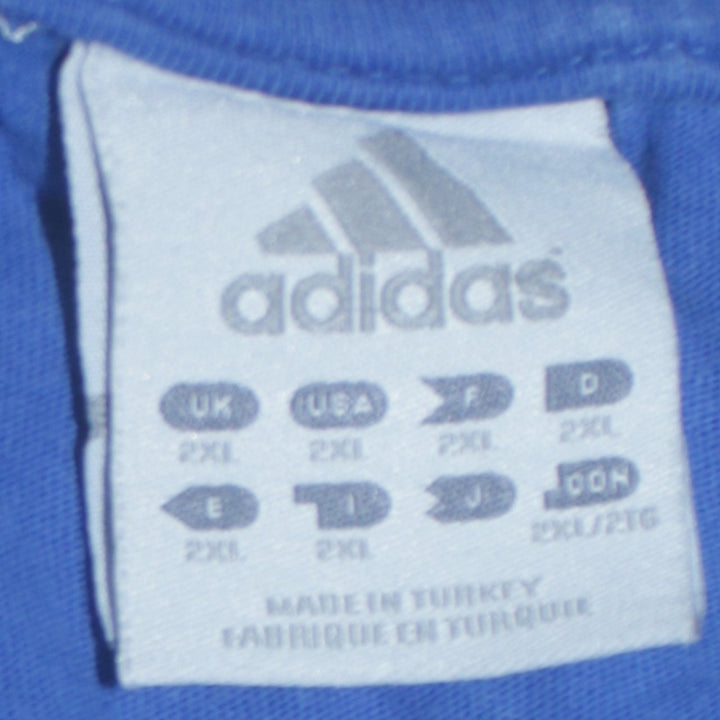 adidas
UK USA F D
2XL 2XL 2XL 2XL
E I J CDN
2XL 2XL 2XL/2TG
MADE IN TURKEY
FABRIQUE EN TURQUIE